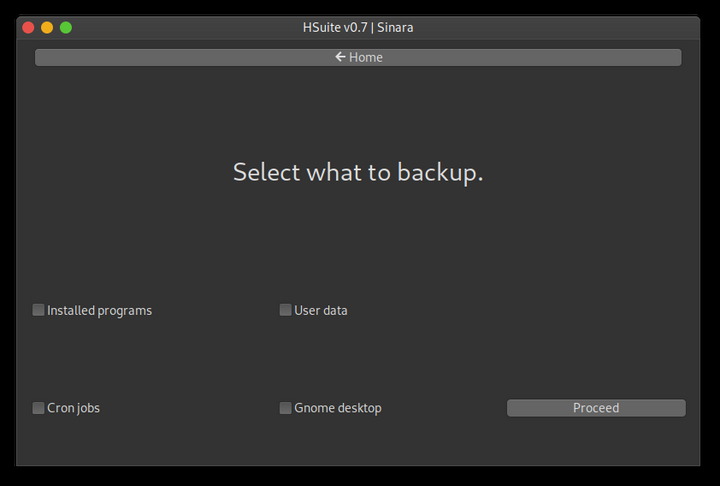 HSuite v0.7 | Sinara
← Home
Select what to backup.
Installed programs
User data
Cron jobs
Gnome desktop
Proceed